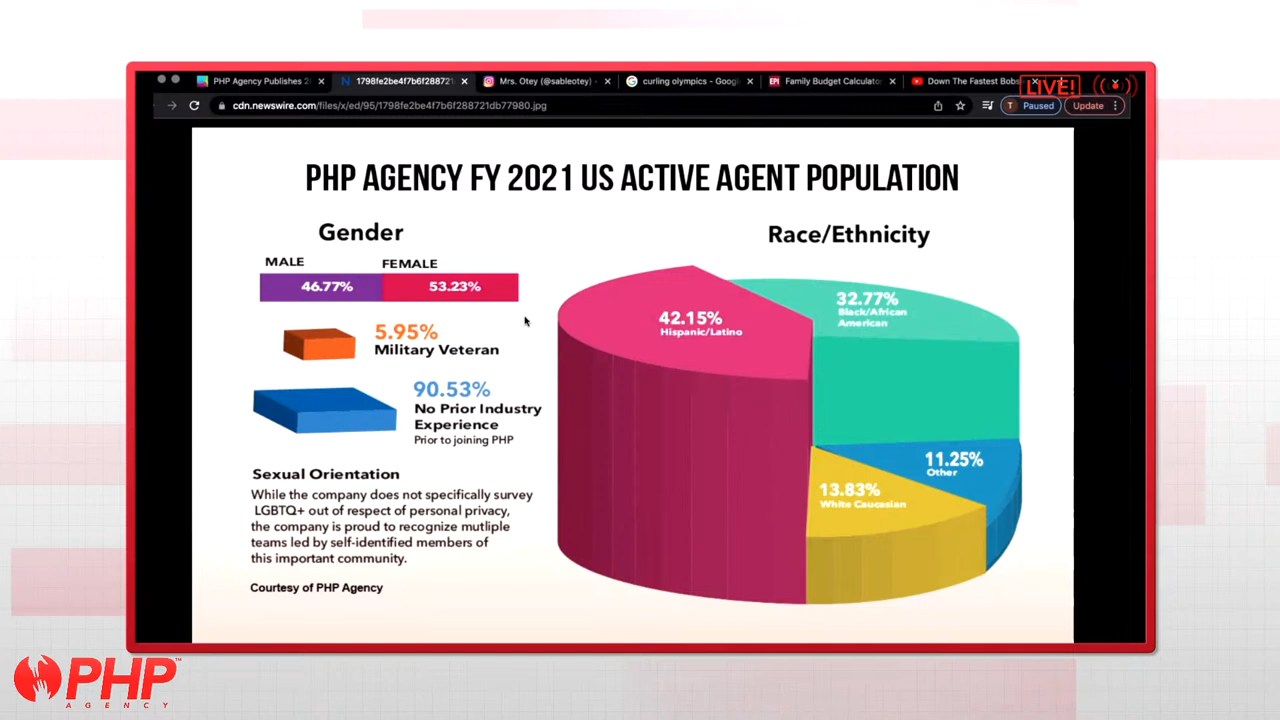 PHP Agency Publishes 2
1798fe2be4f7b6f288721
Mrs. Otey (@sableotey) -
curling olympics - Goog
EPI
Family Budget Calculato
Down The Fastest Bobs
LIVE!
cdn.newswire.com/files/x/ed/95/1798fe2be4f7b6f288721db77980.jpg
T
Paused
Update
PHP AGENCY FY 2021 US ACTIVE AGENT POPULATION
Gender
MALE
FEMALE
46.77%
53.23%
5.95%
Military Veteran
90.53%
No Prior Industry
Experience
Prior to joining PHP
Sexual Orientation
While the company does not specifically survey
LGBTQ+ out of respect of personal privacy,
the company is proud to recognize mutliple
teams led by self-identified members of
this important community.
Courtesy of PHP Agency
Race/Ethnicity
42.15%
Hispanic/Latino
32.77%
Black/African
American
11.25%
Other
13.83%
White Caucasian
PHP™
AGENCY